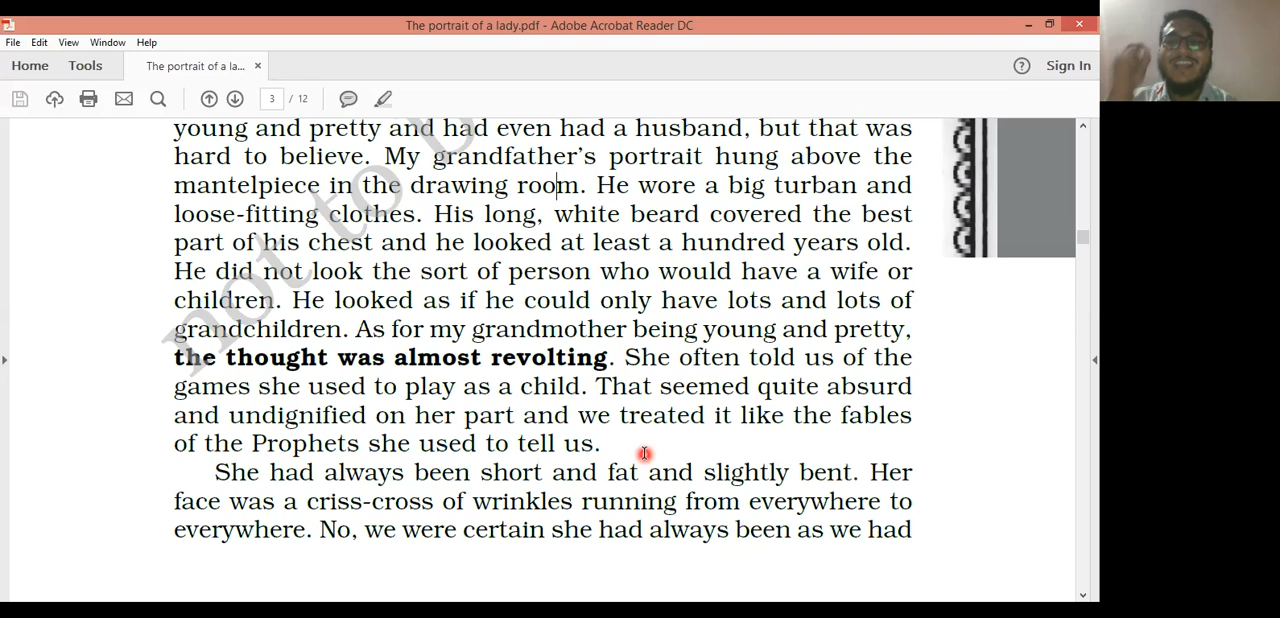 The portrait of a lady.pdf - Adobe Acrobat Reader DC
File Edit View Window Help
Home Tools The portrait of a la... × Sign In
3 / 12
young and pretty and had even had a husband, but that was
hard to believe. My grandfather's portrait hung above the
mantelpiece in the drawing room. He wore a big turban and
loose-fitting clothes. His long, white beard covered the best
part of his chest and he looked at least a hundred years old.
He did not look the sort of person who would have a wife or
children. He looked as if he could only have lots and lots of
grandchildren. As for my grandmother being young and pretty,
the thought was almost revolting. She often told us of the
games she used to play as a child. That seemed quite absurd
and undignified on her part and we treated it like the fables
of the Prophets she used to tell us.
She had always been short and fat and slightly bent. Her
face was a criss-cross of wrinkles running from everywhere to
everywhere. No, we were certain she had always been as we had
not to